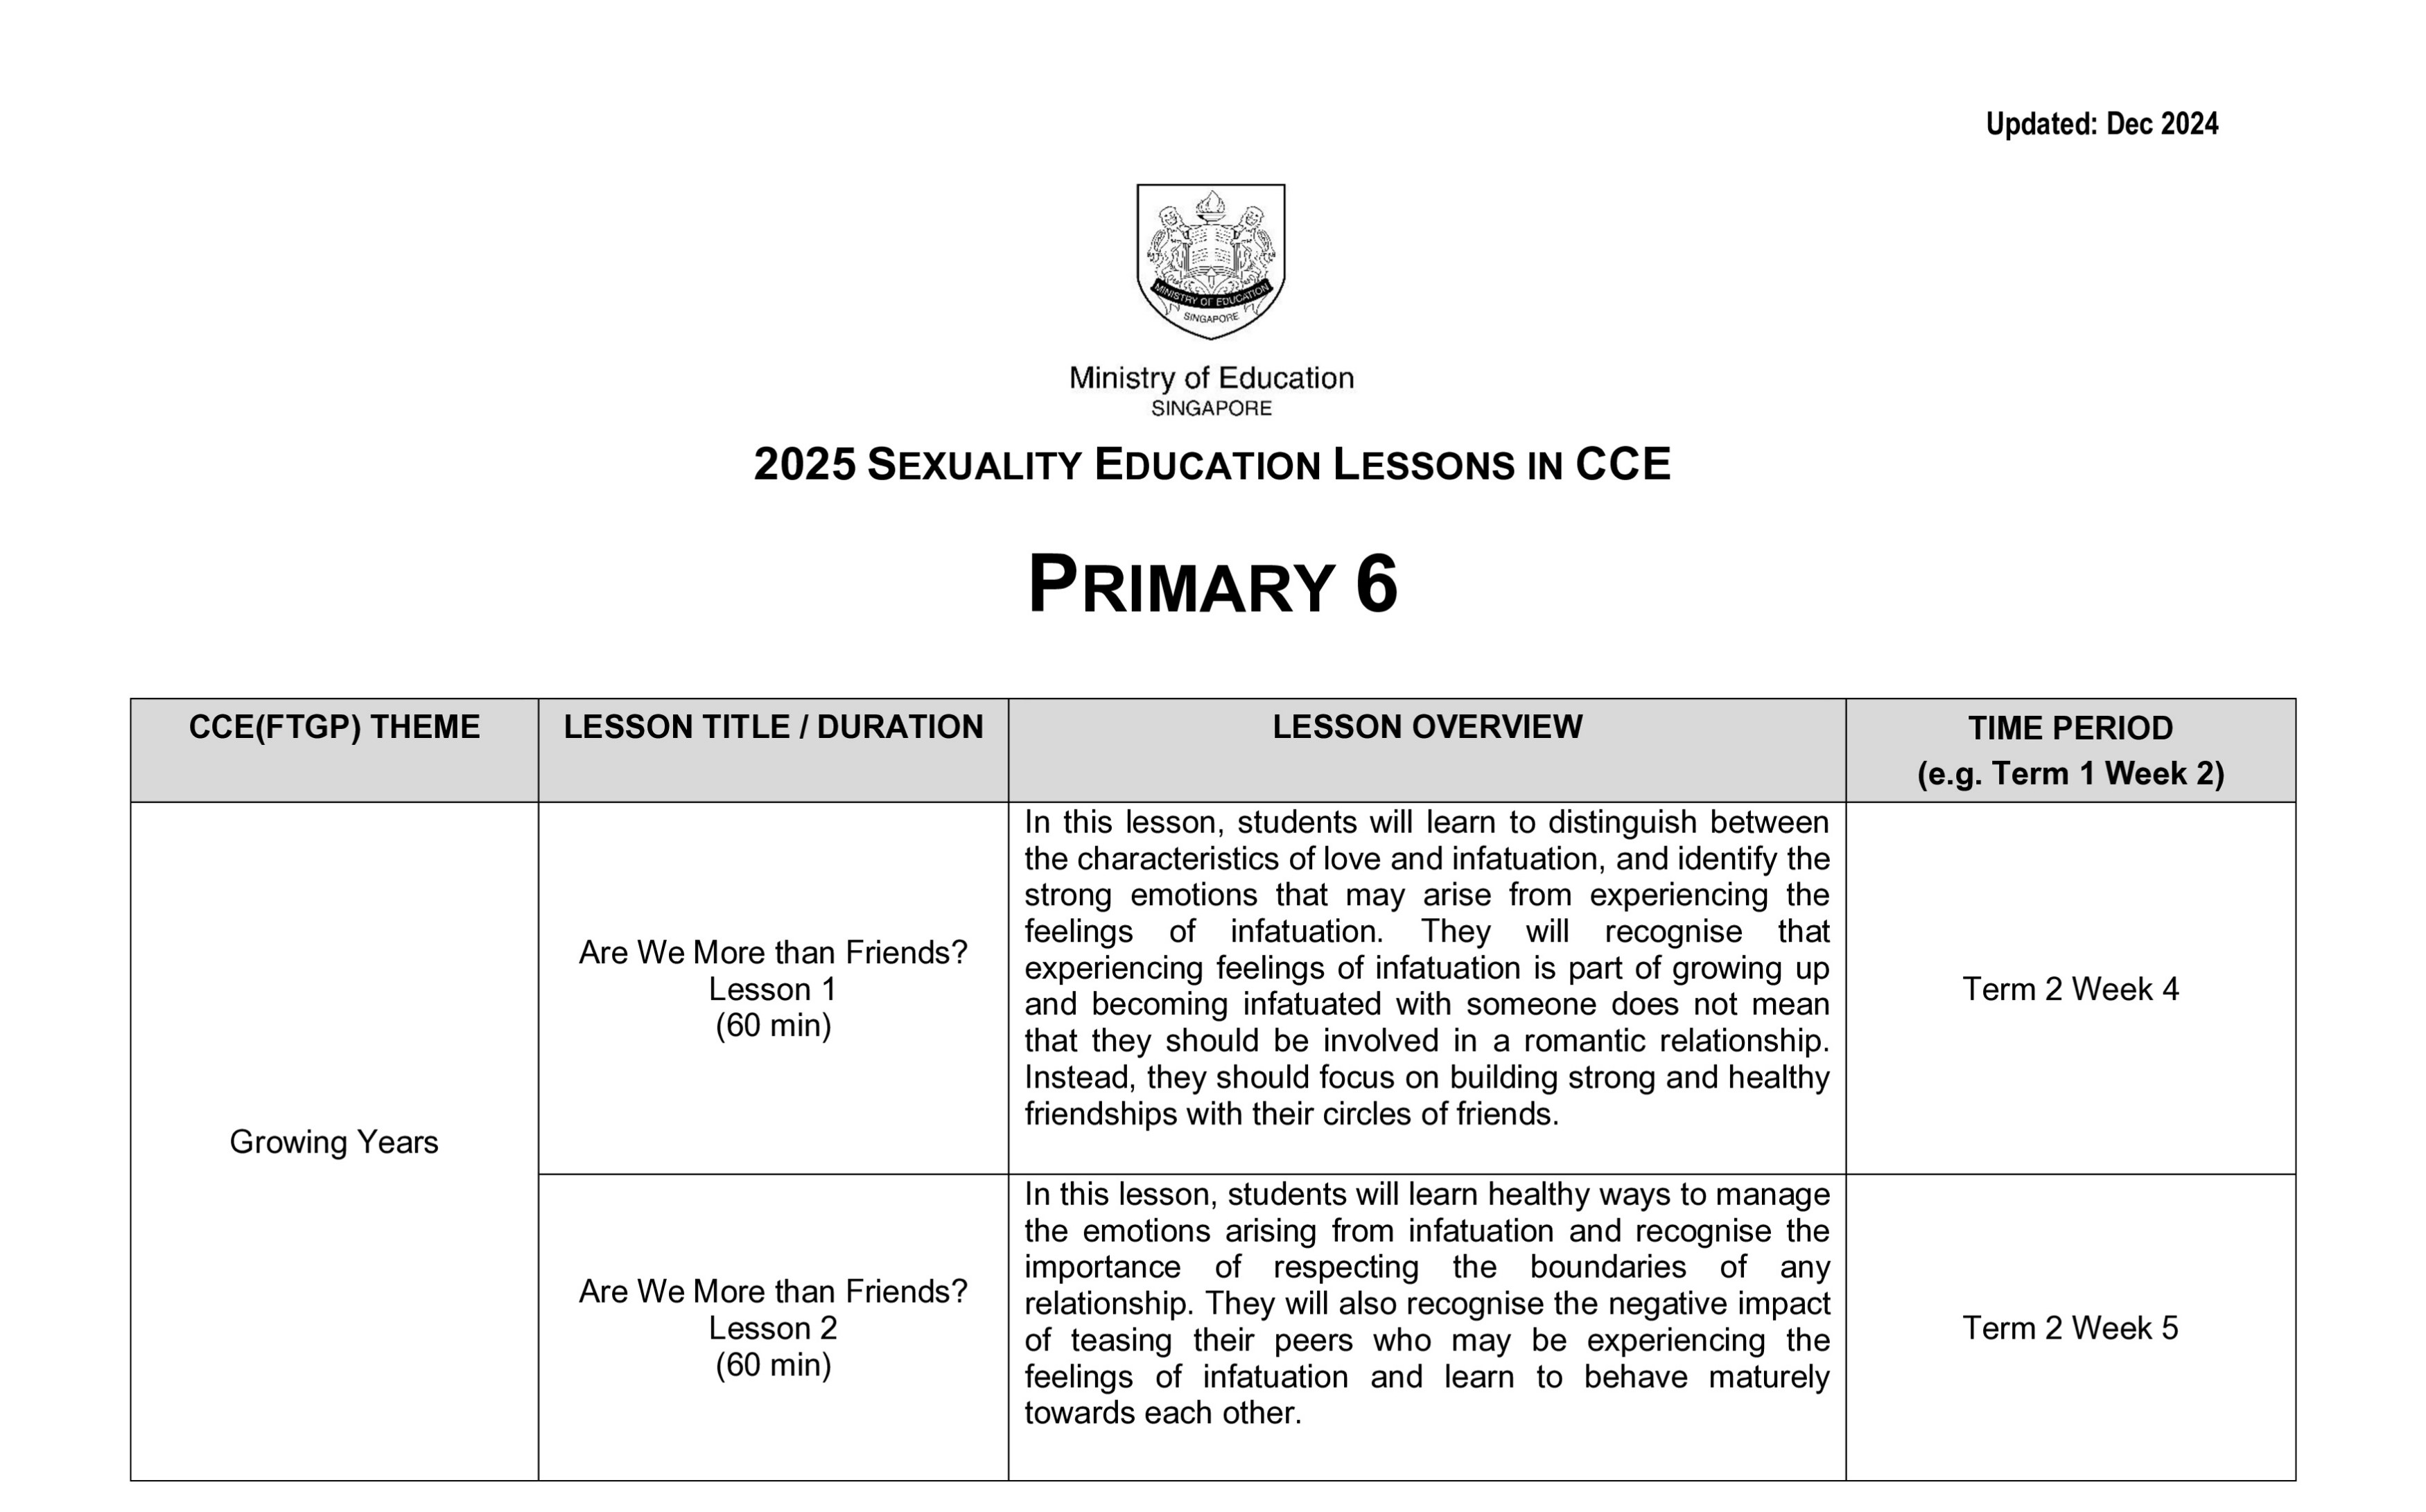 Updated: Dec 2024
MINISTRY OF EDUCATION
SINGAPORE
Ministry of Education
SINGAPORE
2025 SEXUALITY EDUCATION LESSONS IN CCE
PRIMARY 6
CCE(FTGP) THEME
LESSON TITLE / DURATION
LESSON OVERVIEW
TIME PERIOD
(e.g. Term 1 Week 2)
Growing Years
Are We More than Friends?
Lesson 1
(60 min)
In this lesson, students will learn to distinguish between
the characteristics of love and infatuation, and identify the
strong emotions that may arise from experiencing the
feelings of infatuation. They will recognise that
experiencing feelings of infatuation is part of growing up
and becoming infatuated with someone does not mean
that they should be involved in a romantic relationship.
Instead, they should focus on building strong and healthy
friendships with their circles of friends.
Term 2 Week 4
Are We More than Friends?
Lesson 2
(60 min)
In this lesson, students will learn healthy ways to manage
the emotions arising from infatuation and recognise the
importance of respecting the boundaries of any
relationship. They will also recognise the negative impact
of teasing their peers who may be experiencing the
feelings of infatuation and learn to behave maturely
towards each other.
Term 2 Week 5